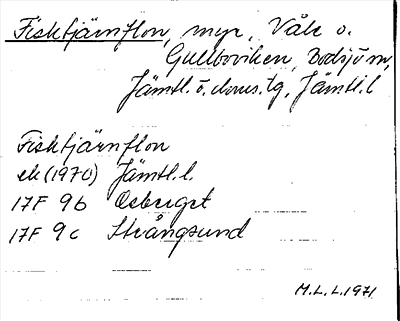 Fisktjärnflon, myr, Våle o.
Gullboviken, Bodsjö sn,
Jämtl. ö. doms. tg, Jämtl. l
Fisktjärnflon
ek (1970) Jämtl. l.
17F 9b Osberget
17F 9c Strångsund
M.L.L. 1971